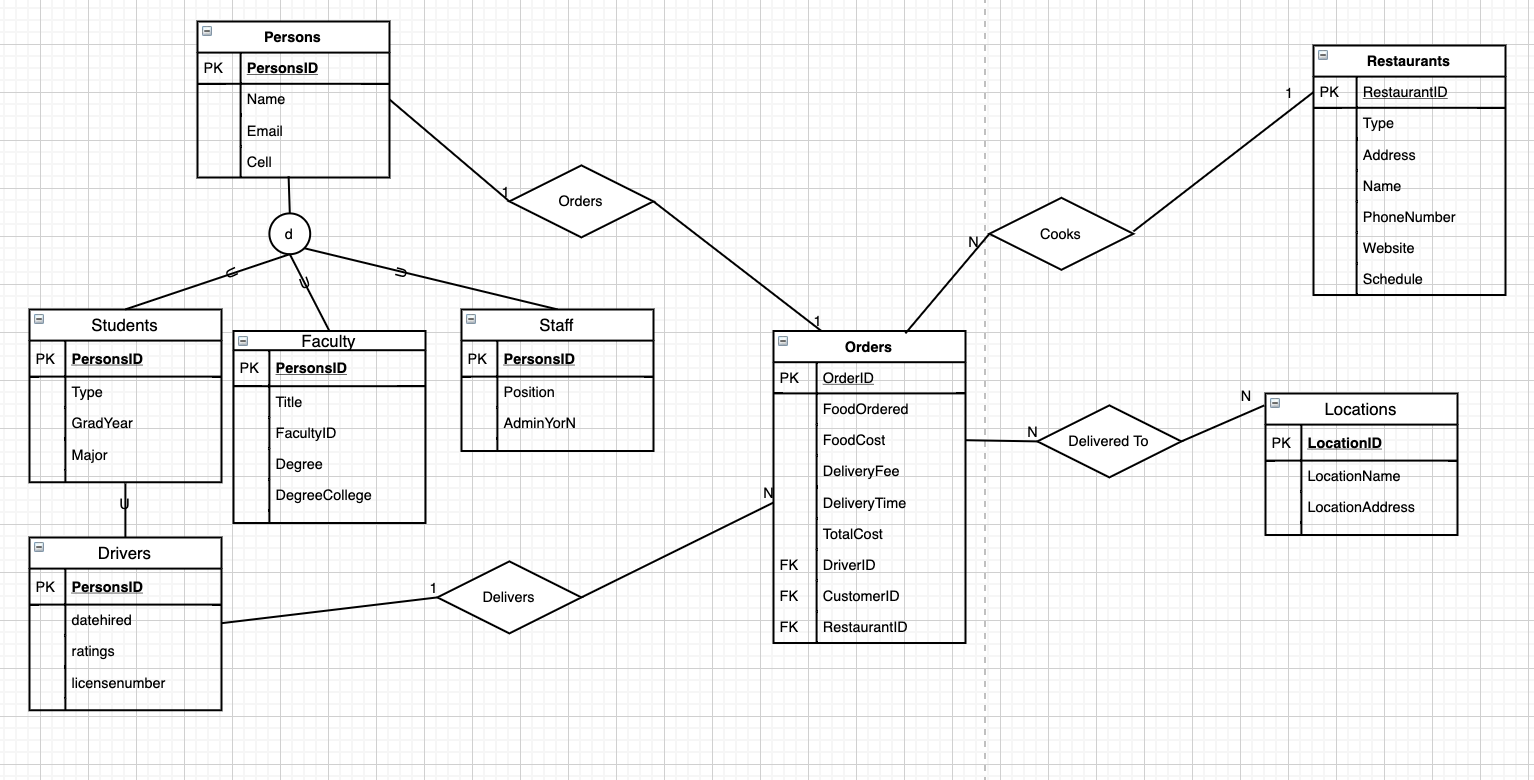 Persons
PK PersonsID
Name
Email
Cell
d
U
U
U
Students
PK PersonsID
Type
GradYear
Major
U
Faculty
PK PersonsID
Title
FacultyID
Degree
DegreeCollege
Staff
PK PersonsID
Position
AdminYorN
Drivers
PK PersonsID
datehired
ratings
licensenumber
1
Orders
1
1
Delivers
N
Orders
PK OrderID
FoodOrdered
FoodCost
DeliveryFee
DeliveryTime
TotalCost
FK DriverID
FK CustomerID
FK RestaurantID
N
Cooks
1
Restaurants
PK RestaurantID
Type
Address
Name
PhoneNumber
Website
Schedule
N
Delivered To
N
Locations
PK LocationID
LocationName
LocationAddress